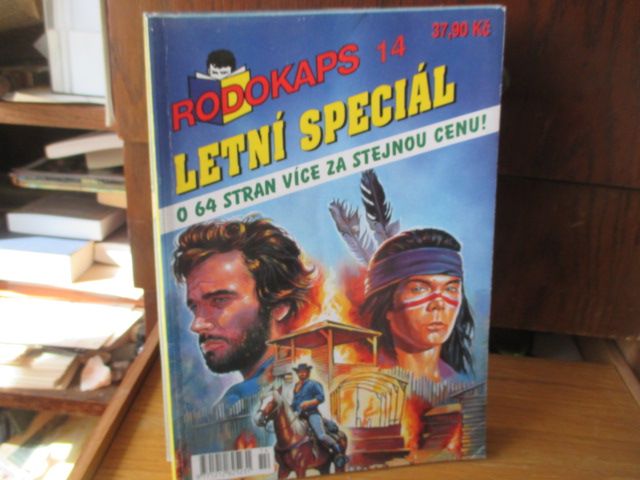 RODOKAPS 14
37,90 Kč
LETNÍ SPECIÁL
O 64 STRAN VÍCE ZA STEJNOU CENU!